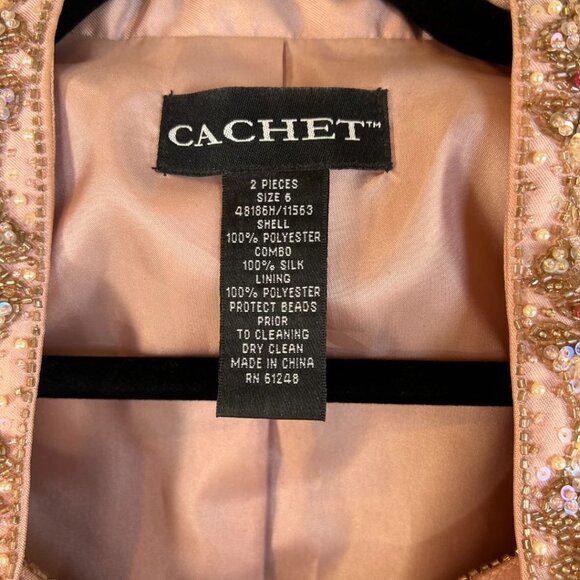 CACHET™
2 PIECES
SIZE 6
48186H/11563
SHELL
100% POLYESTER
COMBO
100% SILK
LINING
100% POLYESTER
PROTECT BEADS
PRIOR
TO CLEANING
DRY CLEAN
MADE IN CHINA
RN 61248